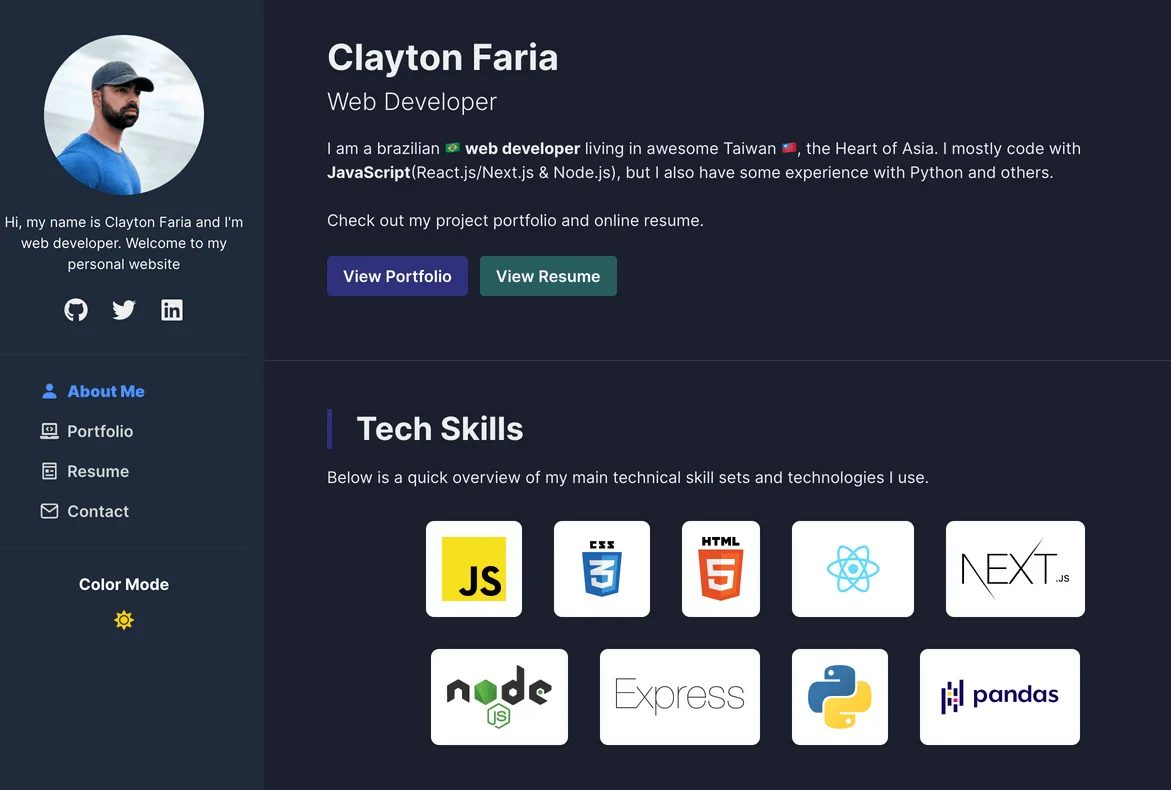 Hi, my name is Clayton Faria and I'm
web developer. Welcome to my
personal website
in
About Me
Portfolio
Resume
Contact
Color Mode
Clayton Faria
Web Developer
I am a brazilian 🇧🇷 web developer living in awesome Taiwan 🇹🇼, the Heart of Asia. I mostly code with
JavaScript(React.js/Next.js & Node.js), but I also have some experience with Python and others.
Check out my project portfolio and online resume.
View Portfolio View Resume
Tech Skills
Below is a quick overview of my main technical skill sets and technologies I use.
JS CSS 3 HTML 5 NEXT.JS
node JS Express pandas